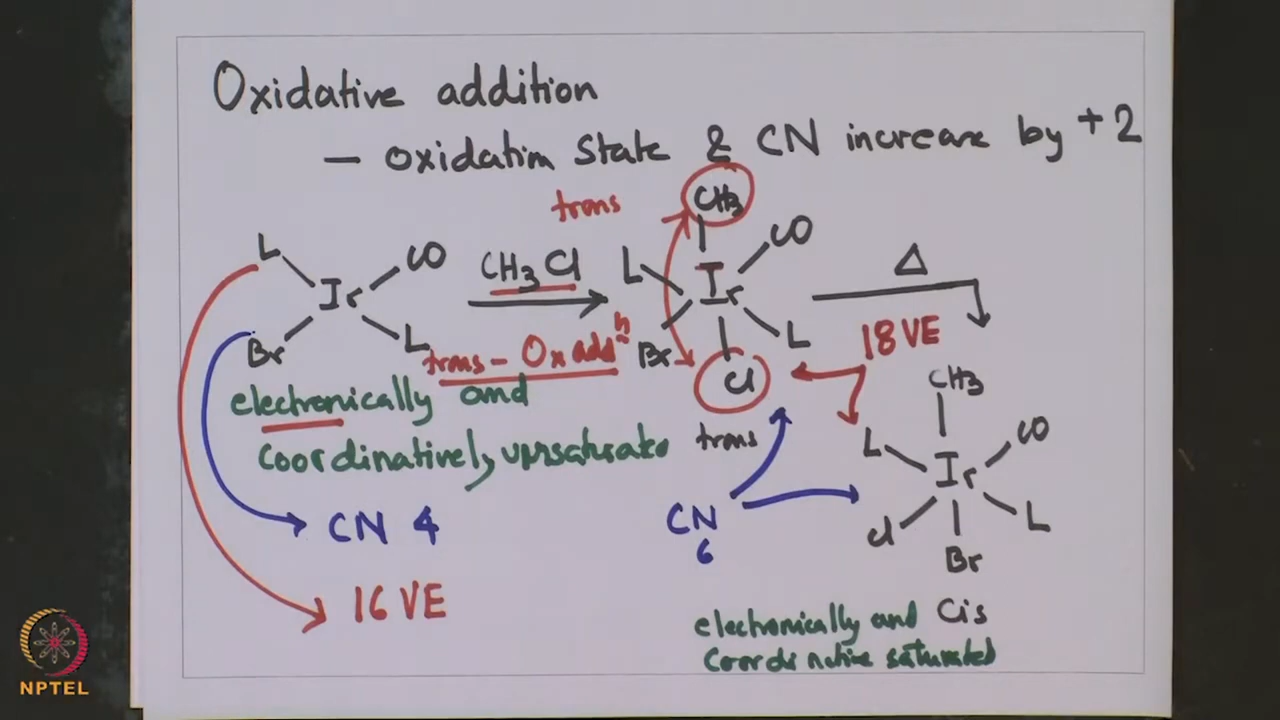 Oxidative addition
— Oxidation State & CN increase by +2
trans
CH3
L
CO
Ir
Br
L
CH3Cl
trans - Ox addn
L
CO
Ir
Br
L
Cl
trans
Δ
18 VE
electronically and
Coordinatively unsaturate
CN 4
16 VE
CN
6
CH3
L
CO
Ir
Cl
L
Br
Cis
electronically and
Coordinative saturated
NPTEL